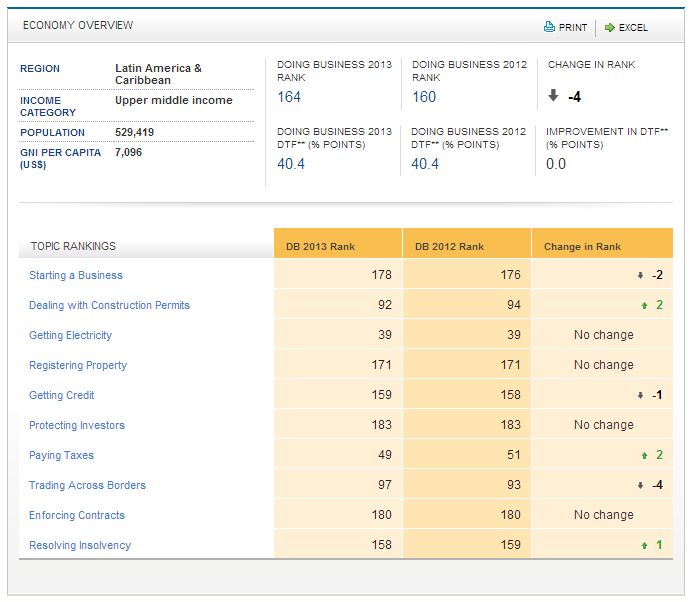 ECONOMY OVERVIEW PRINT EXCEL
REGION Latin America &
Caribbean
INCOME
CATEGORY Upper middle income
POPULATION 529,419
GNI PER CAPITA
(US$) 7,096
DOING BUSINESS 2013
RANK
164
DOING BUSINESS 2012
RANK
160
CHANGE IN RANK
-4
DOING BUSINESS 2013
DTF** (% POINTS)
40.4
DOING BUSINESS 2012
DTF** (% POINTS)
40.4
IMPROVEMENT IN DTF**
(% POINTS)
0.0
TOPIC RANKINGS DB 2013 Rank DB 2012 Rank Change in Rank
Starting a Business 178 176 -2
Dealing with Construction Permits 92 94 2
Getting Electricity 39 39 No change
Registering Property 171 171 No change
Getting Credit 159 158 -1
Protecting Investors 183 183 No change
Paying Taxes 49 51 2
Trading Across Borders 97 93 -4
Enforcing Contracts 180 180 No change
Resolving Insolvency 158 159 1